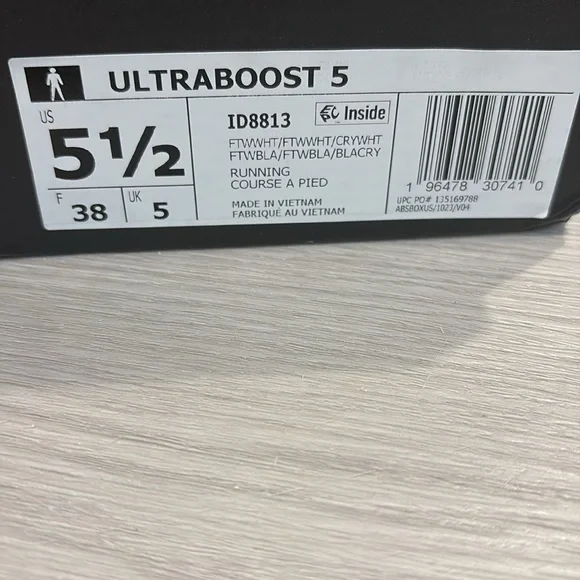 ULTRABOOST 5
US
5½
F 38
UK 5
ID8813
Inside
FTWWHT/FTWWHT/CRYWHT
FTWBLA/FTWBLA/BLACRY
RUNNING
COURSE A PIED
MADE IN VIETNAM
FABRIQUÉ AU VIETNAM
1 96478 30741 0
UPC PO# 135169788
ABSBOXUS/1023/V04